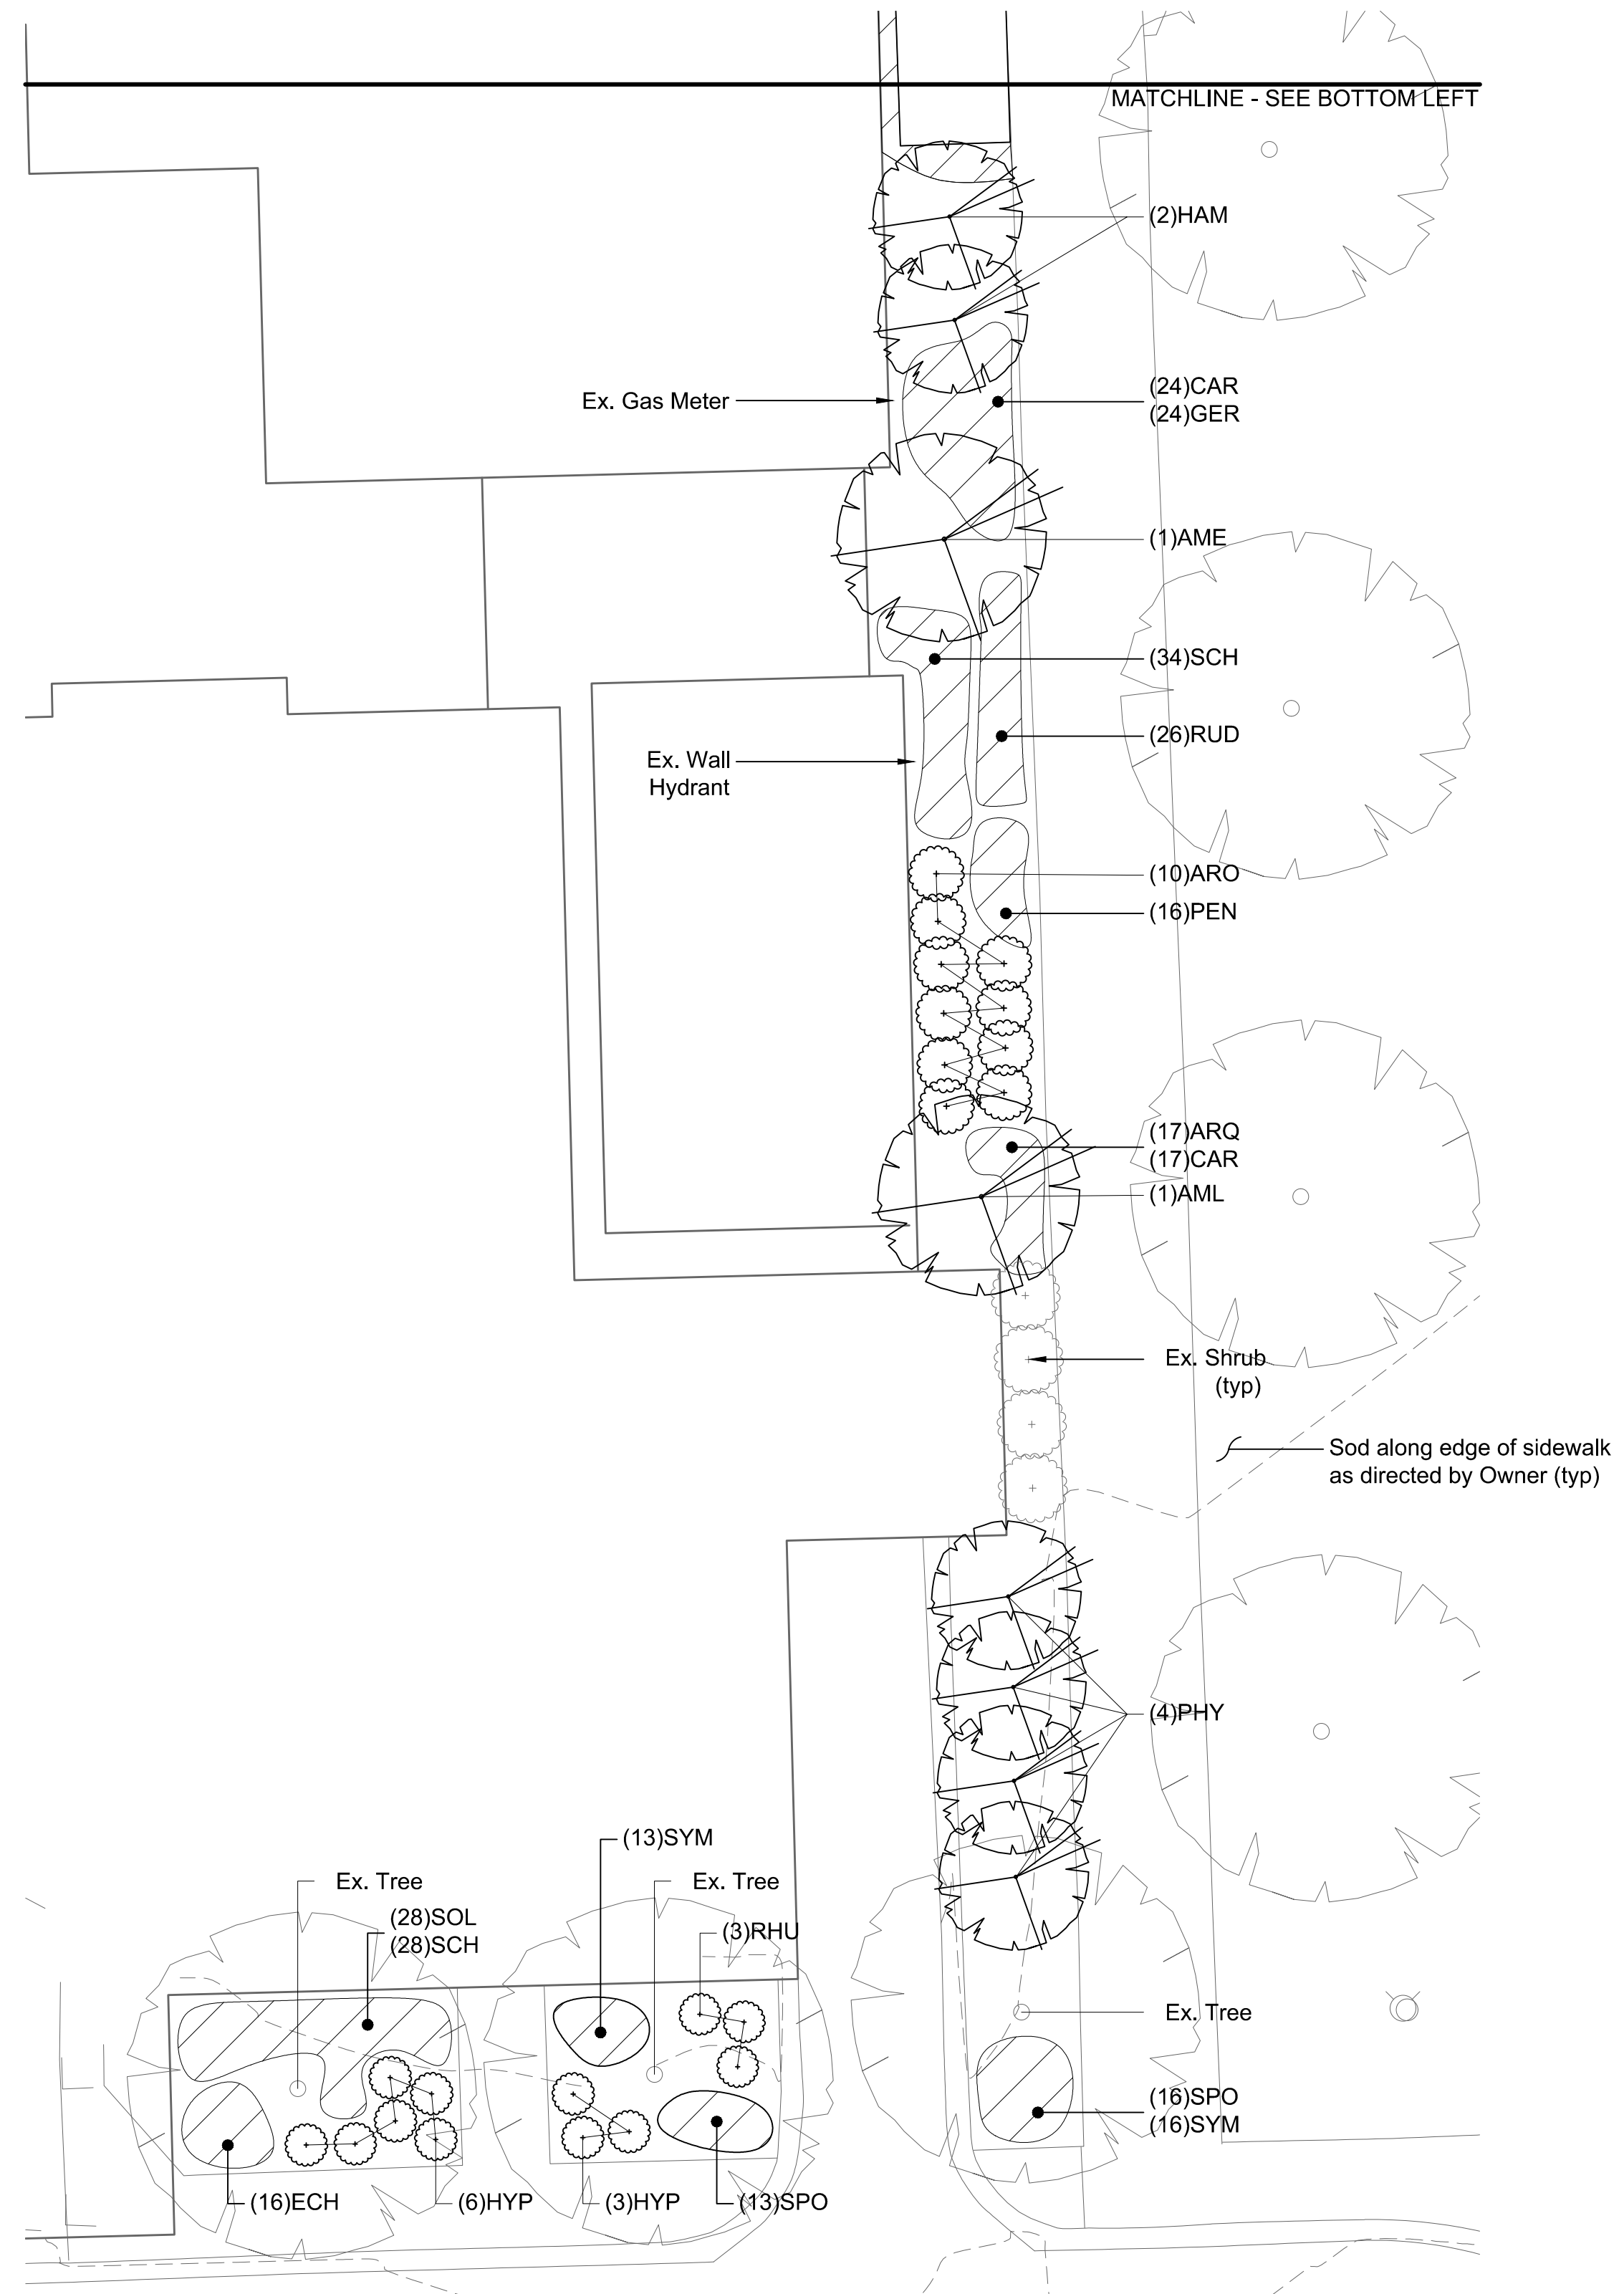 MATCHLINE - SEE BOTTOM LEFT
(2)HAM
Ex. Gas Meter
(24)CAR
(24)GER
(1)AME
(34)SCH
(26)RUD
Ex. Wall
Hydrant
(10)ARO
(16)PEN
(17)ARQ
(17)CAR
(1)AML
Ex. Shrub
(typ)
Sod along edge of sidewalk
as directed by Owner (typ)
(4)PHY
(13)SYM
Ex. Tree
Ex. Tree
(28)SOL
(28)SCH
(3)RHU
Ex. Tree
(16)SPO
(16)SYM
(16)ECH
(6)HYP
(3)HYP
(13)SPO